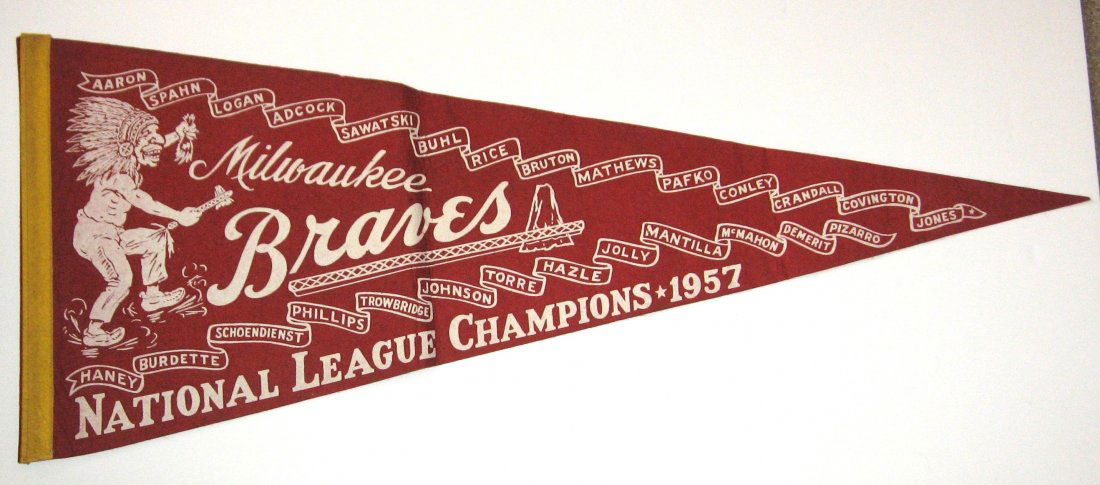 AARON
SPAHN
LOGAN
ADCOCK
SAWATSKI
BUHL
RICE
BRUTON
MATHEWS
PAFKO
CONLEY
CRANDALL
COVINGTON
JONES
Milwaukee
Braves
HANEY
BURDETTE
SCHOENDIENST
PHILLIPS
TROWBRIDGE
JOHNSON
TORRE
HAZLE
JOLLY
MANTILLA
McMAHON
DEMERIT
PIZARRO
NATIONAL LEAGUE CHAMPIONS ★ 1957